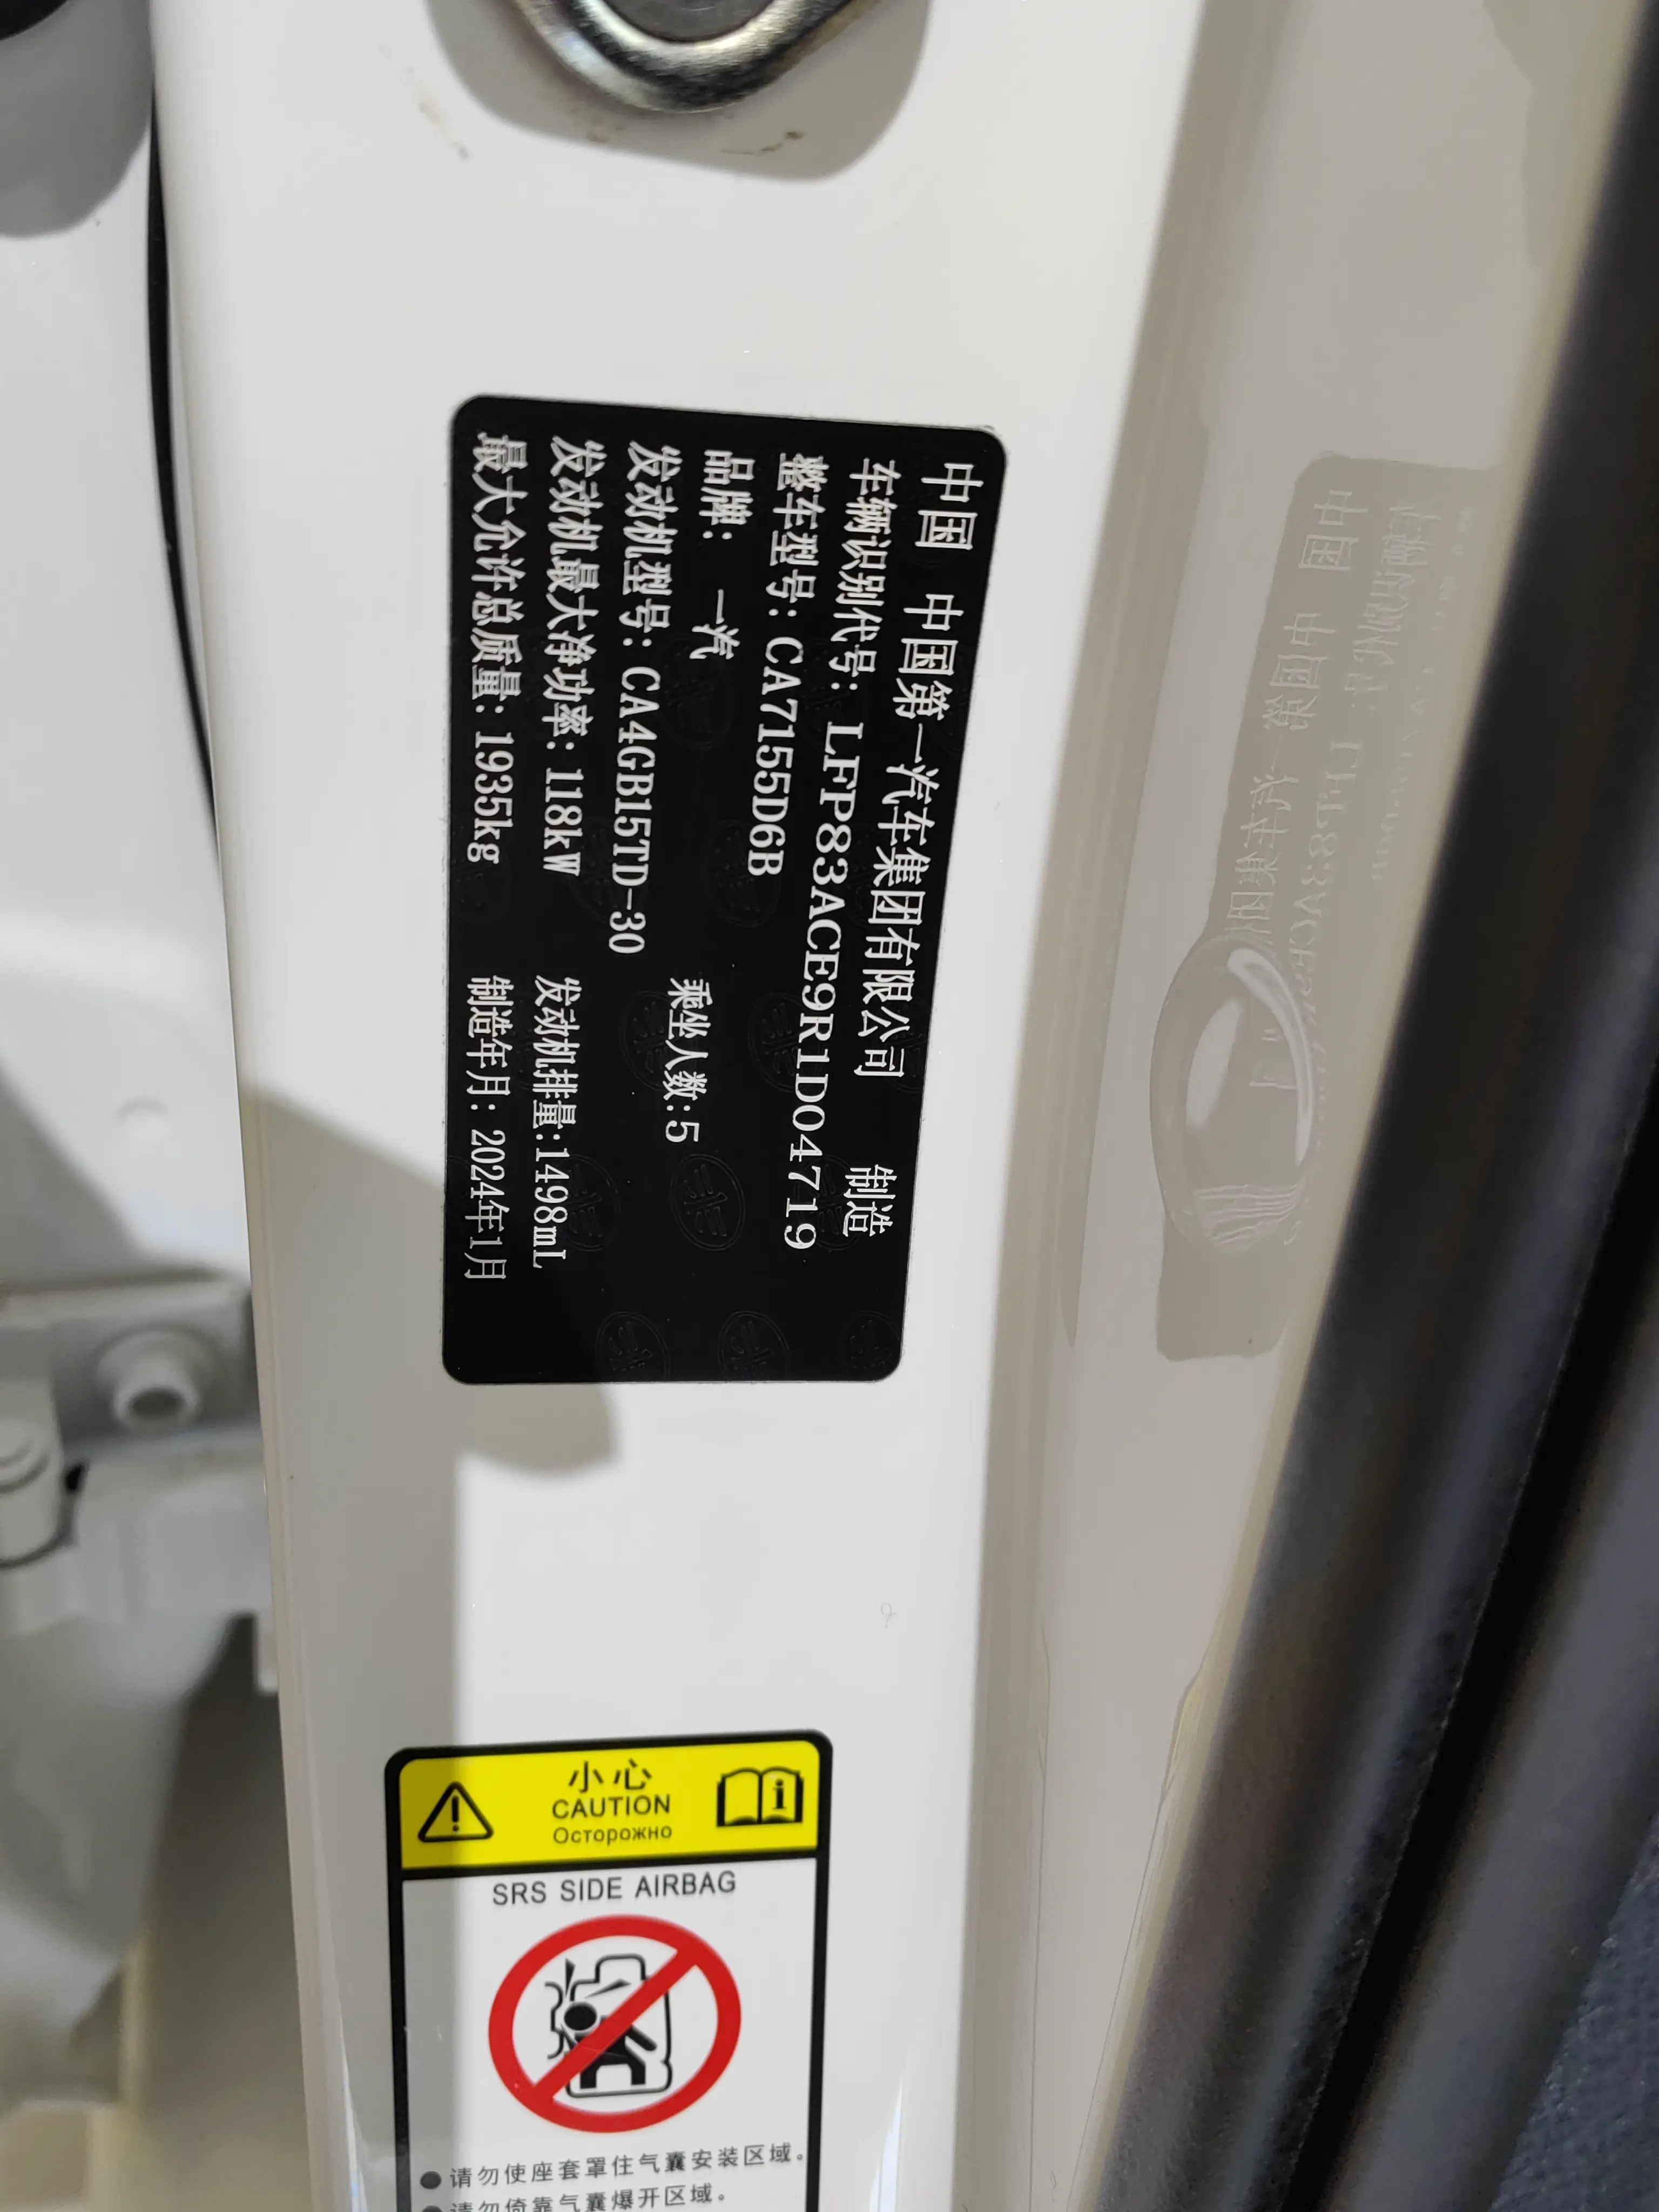 中国 中国第一汽车集团有限公司 制造
车辆识别代号: LFP83ACE9R1D04719
整车型号: CA7155D6B
品牌: 一汽 乘坐人数:5
发动机型号: CA4GB15TD-30
发动机最大净功率: 118kW 发动机排量:1498mL
最大允许总质量: 1935kg 制造年月: 2024年1月
小心
CAUTION
Осторожно
SRS SIDE AIRBAG
● 请勿使座套罩住气囊安装区域。
● 请勿倚靠气囊爆开区域。